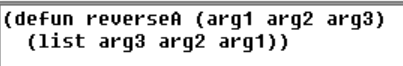 (defun reverseA (arg1 arg2 arg3)
  (list arg3 arg2 arg1))